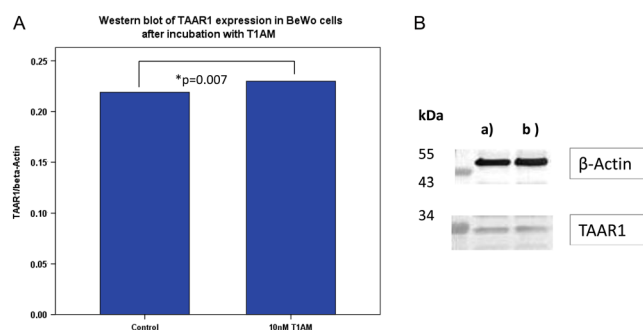 A
Western blot of TAAR1 expression in BeWo cells
after incubation with T1AM
*p=0.007
0.25
0.20
0.15
0.10
0.05
0.00
TAAR1/beta-Actin
Control
10nM T1AM
B
kDa
a)
b )
55
43
34
β-Actin
TAAR1